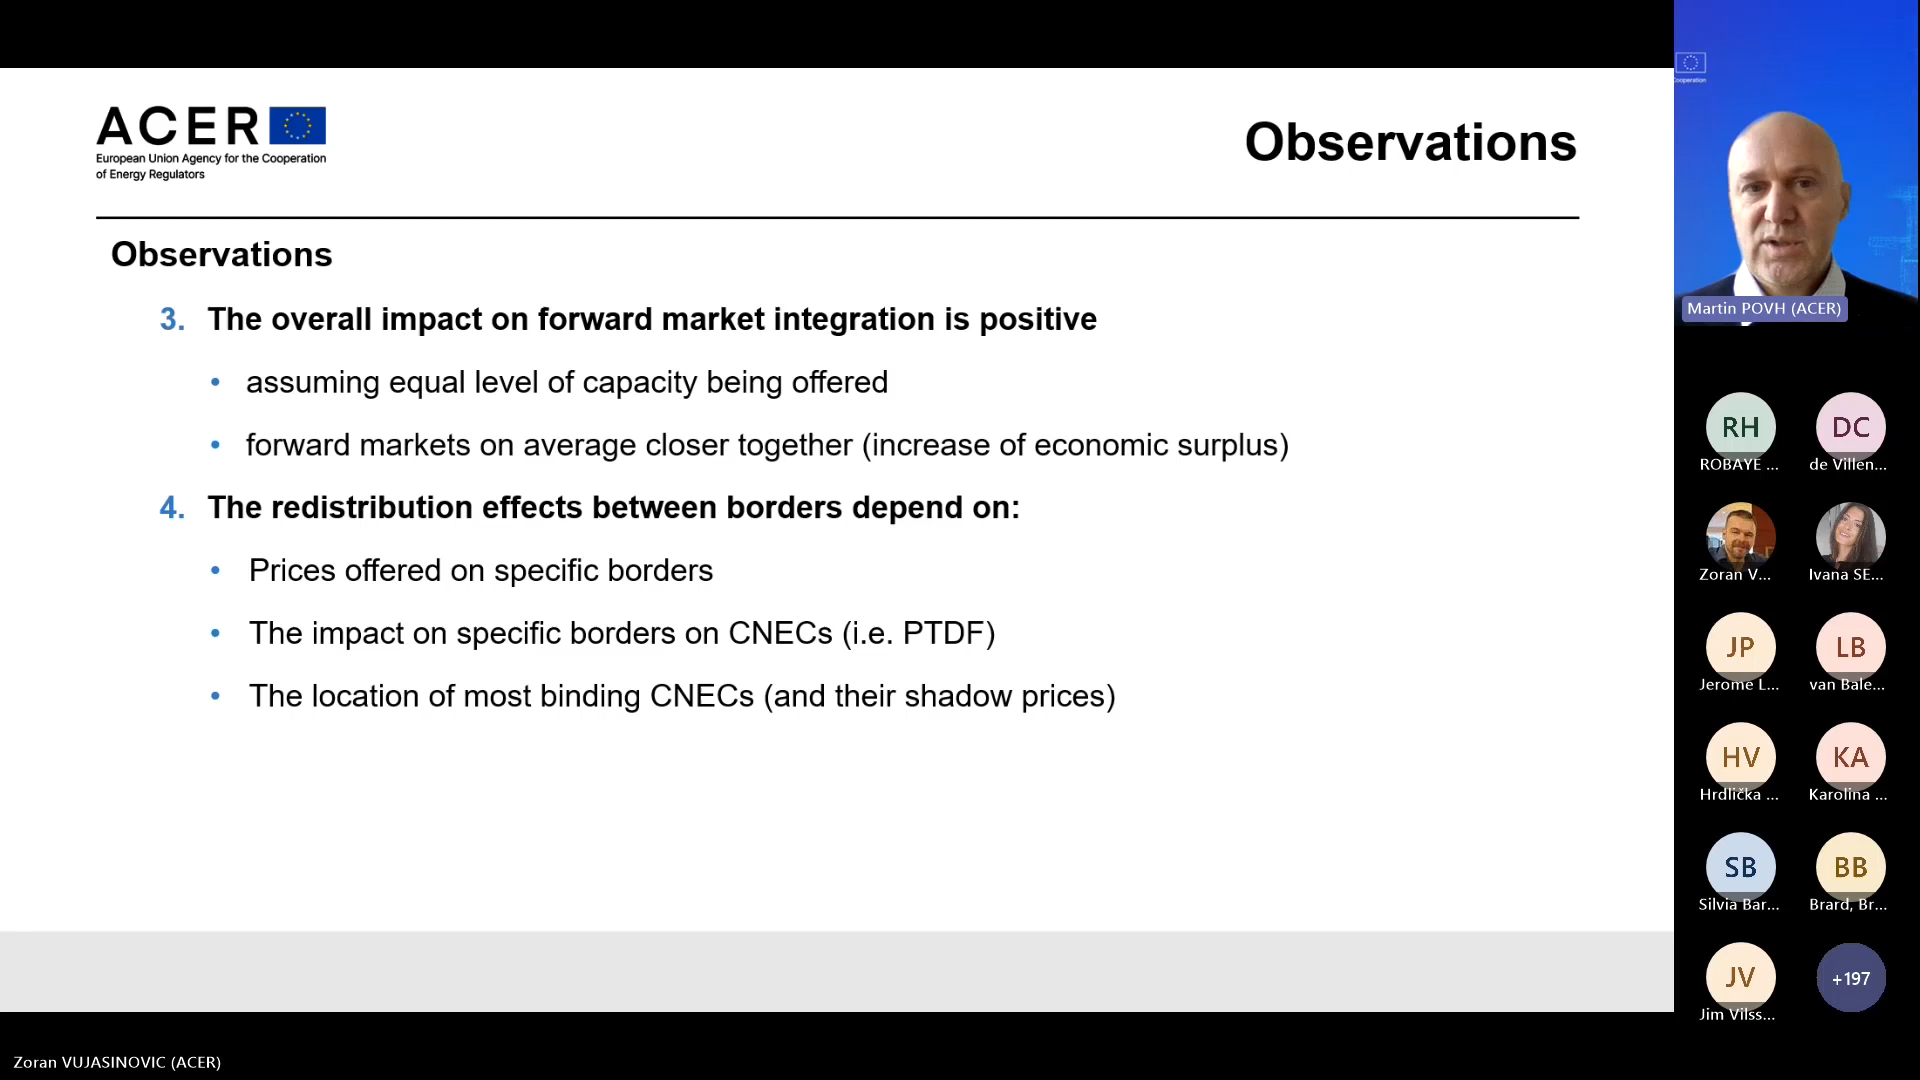 ACER
European Union Agency for the Cooperation
of Energy Regulators
Observations
Observations
3. The overall impact on forward market integration is positive
• assuming equal level of capacity being offered
• forward markets on average closer together (increase of economic surplus)
4. The redistribution effects between borders depend on:
• Prices offered on specific borders
• The impact on specific borders on CNECs (i.e. PTDF)
• The location of most binding CNECs (and their shadow prices)
Cooperation
Martin POVH (ACER)
RH
ROBAYE ...
DC
de Villen...
Zoran V...
Ivana SE...
JP
Jerome L...
LB
van Bale...
HV
Hrdlička ...
KA
Karolina ...
SB
Silvia Bar...
BB
Brard, Br...
JV
Jim Vilss...
+197
Zoran VUJASINOVIC (ACER)